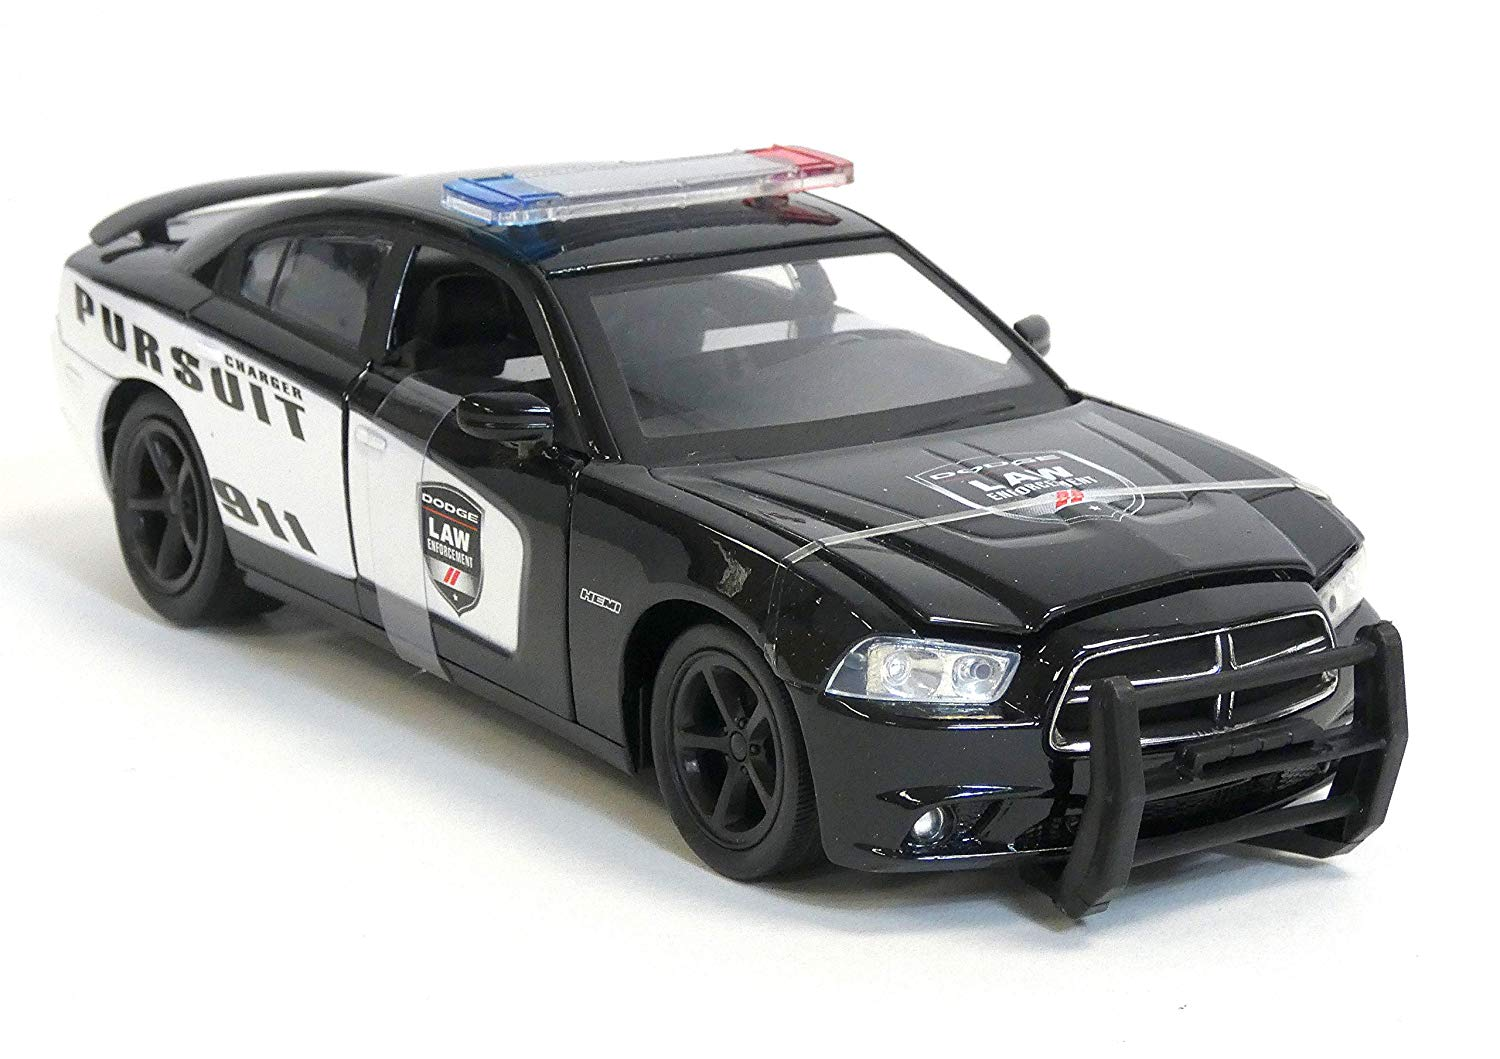 PURSUIT
CHARGER
911
DODGE
LAW
ENFORCEMENT
HEMI
DODGE
LAW
ENFORCEMENT